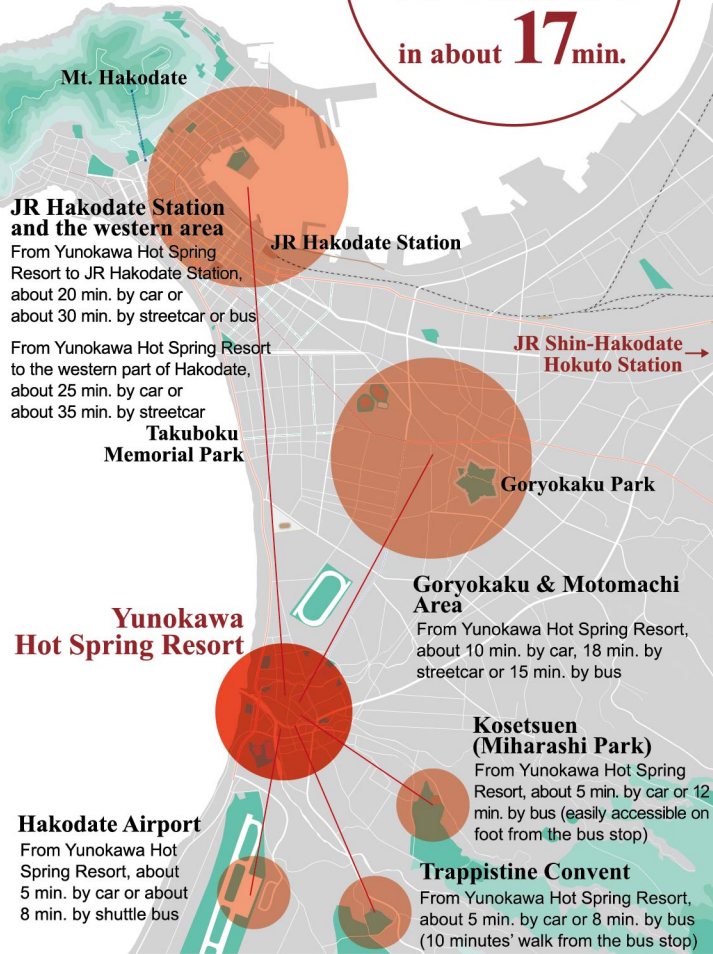 in about 17 min.
Mt. Hakodate
JR Hakodate Station
and the western area
From Yunokawa Hot Spring
Resort to JR Hakodate Station,
about 20 min. by car or
about 30 min. by streetcar or bus
From Yunokawa Hot Spring Resort
to the western part of Hakodate,
about 25 min. by car or
about 35 min. by streetcar
JR Hakodate Station
JR Shin-Hakodate
Hokuto Station
Takuboku
Memorial Park
Goryokaku Park
Goryokaku & Motomachi
Area
From Yunokawa Hot Spring Resort,
about 10 min. by car, 18 min. by
streetcar or 15 min. by bus
Yunokawa
Hot Spring Resort
Kosetsuen
(Miharashi Park)
From Yunokawa Hot Spring
Resort, about 5 min. by car or 12
min. by bus (easily accessible on
foot from the bus stop)
Hakodate Airport
From Yunokawa Hot
Spring Resort, about
5 min. by car or about
8 min. by shuttle bus
Trappistine Convent
From Yunokawa Hot Spring Resort,
about 5 min. by car or 8 min. by bus
(10 minutes' walk from the bus stop)